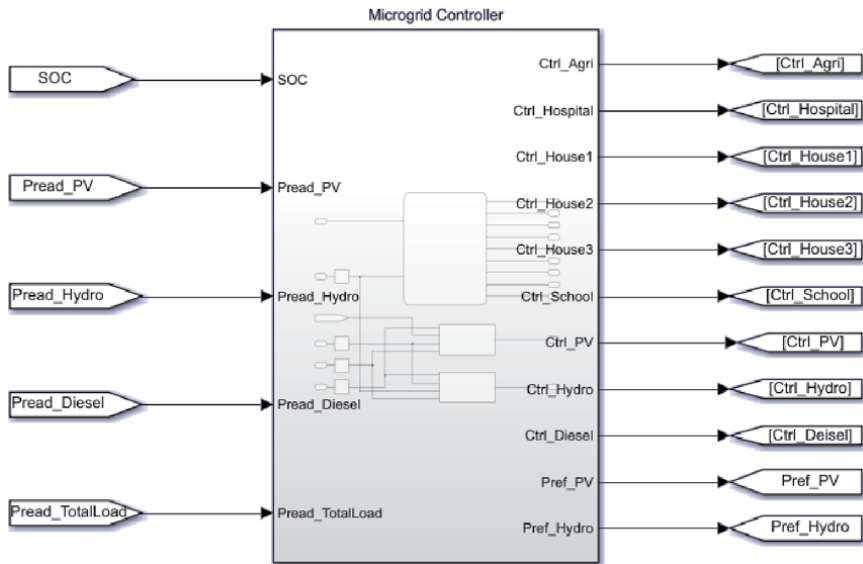 Microgrid Controller
SOC
Pread_PV
Pread_Hydro
Pread_Diesel
Pread_TotalLoad
SOC
Pread_PV
Pread_Hydro
Pread_Diesel
Pread_TotalLoad
Ctrl_Agri
Ctrl_Hospital
Ctrl_House1
Ctrl_House2
Ctrl_House3
Ctrl_School
Ctrl_PV
Ctrl_Hydro
Ctrl_Diesel
Pref_PV
Pref_Hydro
[Ctrl_Agri]
[Ctrl_Hospital]
[Ctrl_House1]
[Ctrl_House2]
[Ctrl_House3]
[Ctrl_School]
[Ctrl_PV]
[Ctrl_Hydro]
[Ctrl_Deisel]
Pref_PV
Pref_Hydro